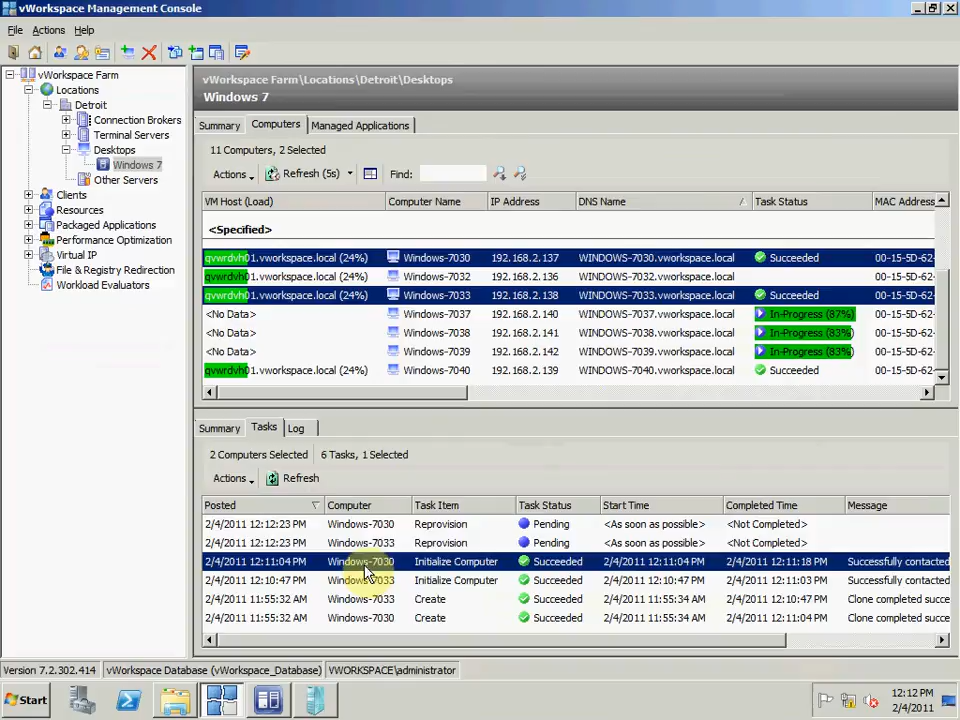 vWorkspace Management Console
File Actions Help
vWorkspace Farm
Locations
Detroit
Connection Brokers
Terminal Servers
Desktops
Windows 7
Other Servers
Clients
Resources
Packaged Applications
Performance Optimization
Virtual IP
File & Registry Redirection
Workload Evaluators
vWorkspace Farm\Locations\Detroit\Desktops
Windows 7
Summary Computers Managed Applications
11 Computers, 2 Selected
Actions Refresh (5s) Find:
VM Host (Load) Computer Name IP Address DNS Name Task Status MAC Address
<Specified>
qvwrdvh01.vworkspace.local (24%) Windows-7030 192.168.2.137 WINDOWS-7030.vworkspace.local Succeeded 00-15-5D-62-
qvwrdvh01.vworkspace.local (24%) Windows-7032 192.168.2.136 WINDOWS-7032.vworkspace.local 00-15-5D-62-
qvwrdvh01.vworkspace.local (24%) Windows-7033 192.168.2.138 WINDOWS-7033.vworkspace.local Succeeded 00-15-5D-62-
<No Data> Windows-7037 192.168.2.140 WINDOWS-7037.vworkspace.local In-Progress (87%) 00-15-5D-62-
<No Data> Windows-7038 192.168.2.141 WINDOWS-7038.vworkspace.local In-Progress (83%) 00-15-5D-62-
<No Data> Windows-7039 192.168.2.142 WINDOWS-7039.vworkspace.local In-Progress (83%) 00-15-5D-62-
qvwrdvh01.vworkspace.local (24%) Windows-7040 192.168.2.139 WINDOWS-7040.vworkspace.local Succeeded 00-15-5D-62-
Summary Tasks Log
2 Computers Selected 6 Tasks, 1 Selected
Actions Refresh
Posted Computer Task Item Task Status Start Time Completed Time Message
2/4/2011 12:12:23 PM Windows-7030 Reprovision Pending <As soon as possible> <Not Completed>
2/4/2011 12:12:23 PM Windows-7033 Reprovision Pending <As soon as possible> <Not Completed>
2/4/2011 12:11:04 PM Windows-7030 Initialize Computer Succeeded 2/4/2011 12:11:04 PM 2/4/2011 12:11:18 PM Successfully contacted
2/4/2011 12:10:47 PM Windows-7033 Initialize Computer Succeeded 2/4/2011 12:10:47 PM 2/4/2011 12:11:03 PM Successfully contacted
2/4/2011 11:55:32 AM Windows-7033 Create Succeeded 2/4/2011 11:55:34 AM 2/4/2011 12:10:47 PM Clone completed succe
2/4/2011 11:55:32 AM Windows-7030 Create Succeeded 2/4/2011 11:55:34 AM 2/4/2011 12:11:04 PM Clone completed succe
Version 7.2.302.414 vWorkspace Database (vWorkspace_Database) VWORKSPACE\administrator
Start 12:12 PM
2/4/2011